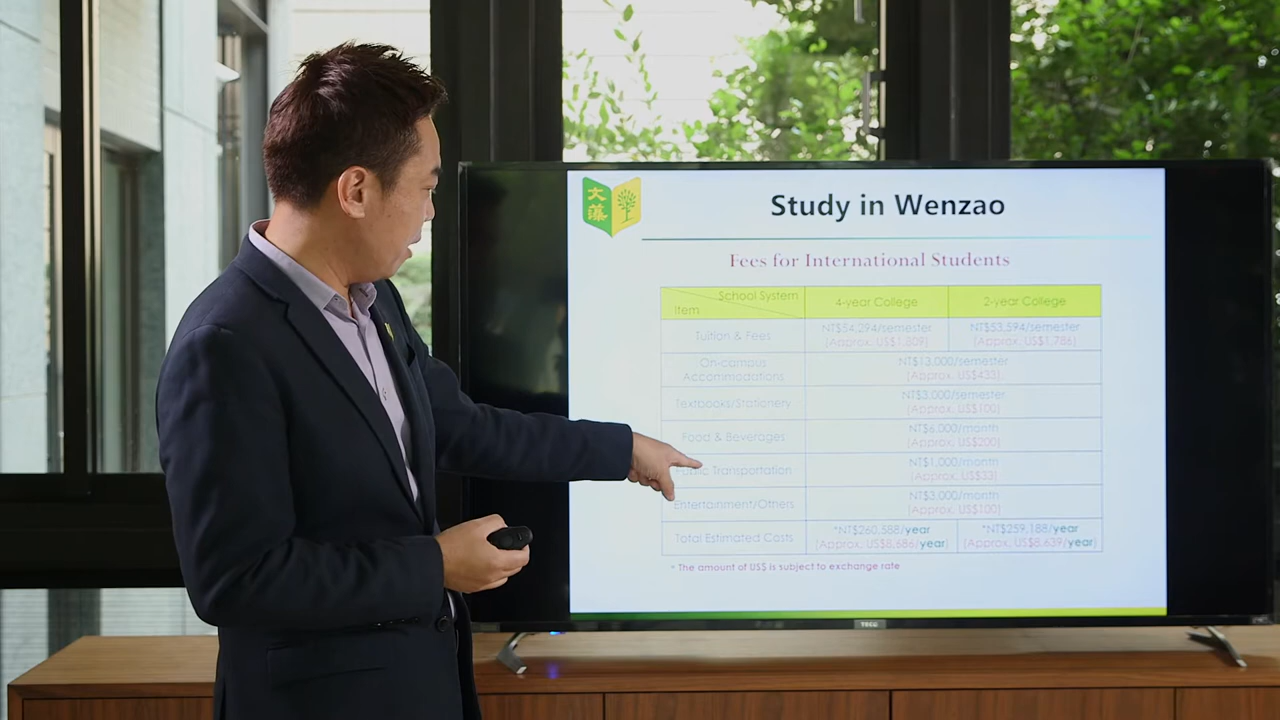 文
藻
Study in Wenzao
Fees for International Students
School System
Item
4-year College
2-year College
Tuition & Fees
NT$54,294/semester
(Approx. US$1,809)
NT$53,594/semester
(Approx. US$1,786)
On-campus
Accommodations
NT$13,000/semester
(Approx. US$433)
Textbooks/Stationery
NT$3,000/semester
(Approx. US$100)
Food & Beverages
NT$6,000/month
(Approx. US$200)
Public Transportation
NT$1,000/month
(Approx. US$33)
Entertainment/Others
NT$3,000/month
(Approx. US$100)
Total Estimated Costs
*NT$260,588/year
(Approx. US$8,686/year)
*NT$259,188/year
(Approx. US$8,639/year)
* The amount of US$ is subject to exchange rate
TECO